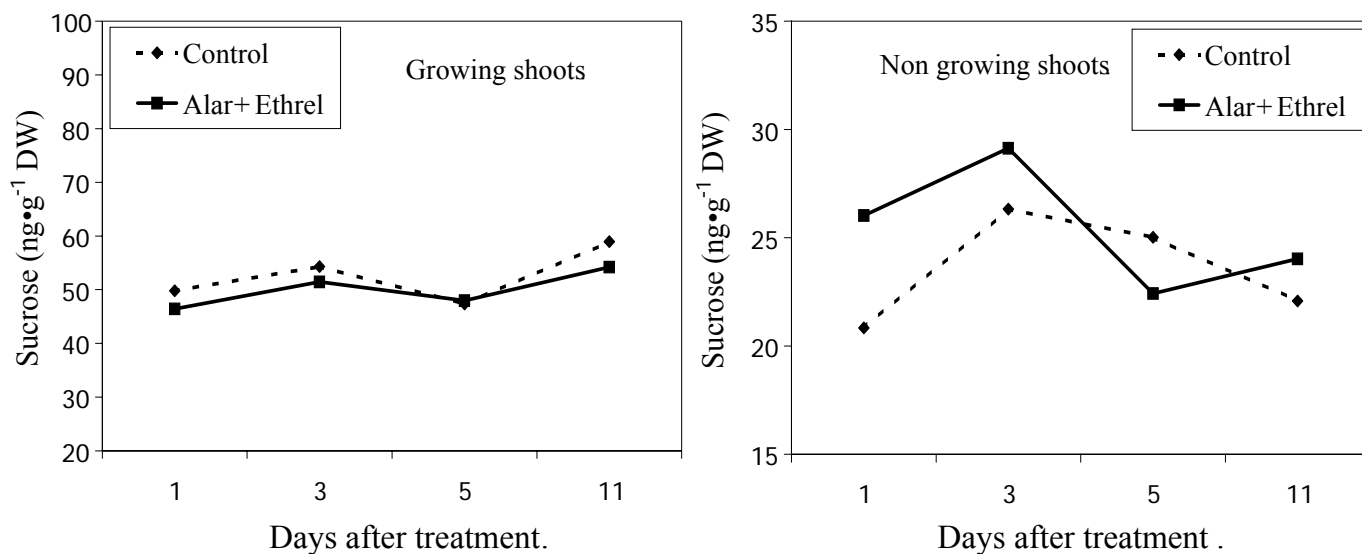 100
90
80
70
60
50
40
30
20
Sucrose (ng•g⁻¹ DW)
Control
Alar+ Ethrel
Growing shoots
1 3 5 11
Days after treatment.
35
30
25
20
15
Sucrose (ng•g⁻¹ DW)
Non growing shoots
Control
Alar+ Ethrel
1 3 5 11
Days after treatment .